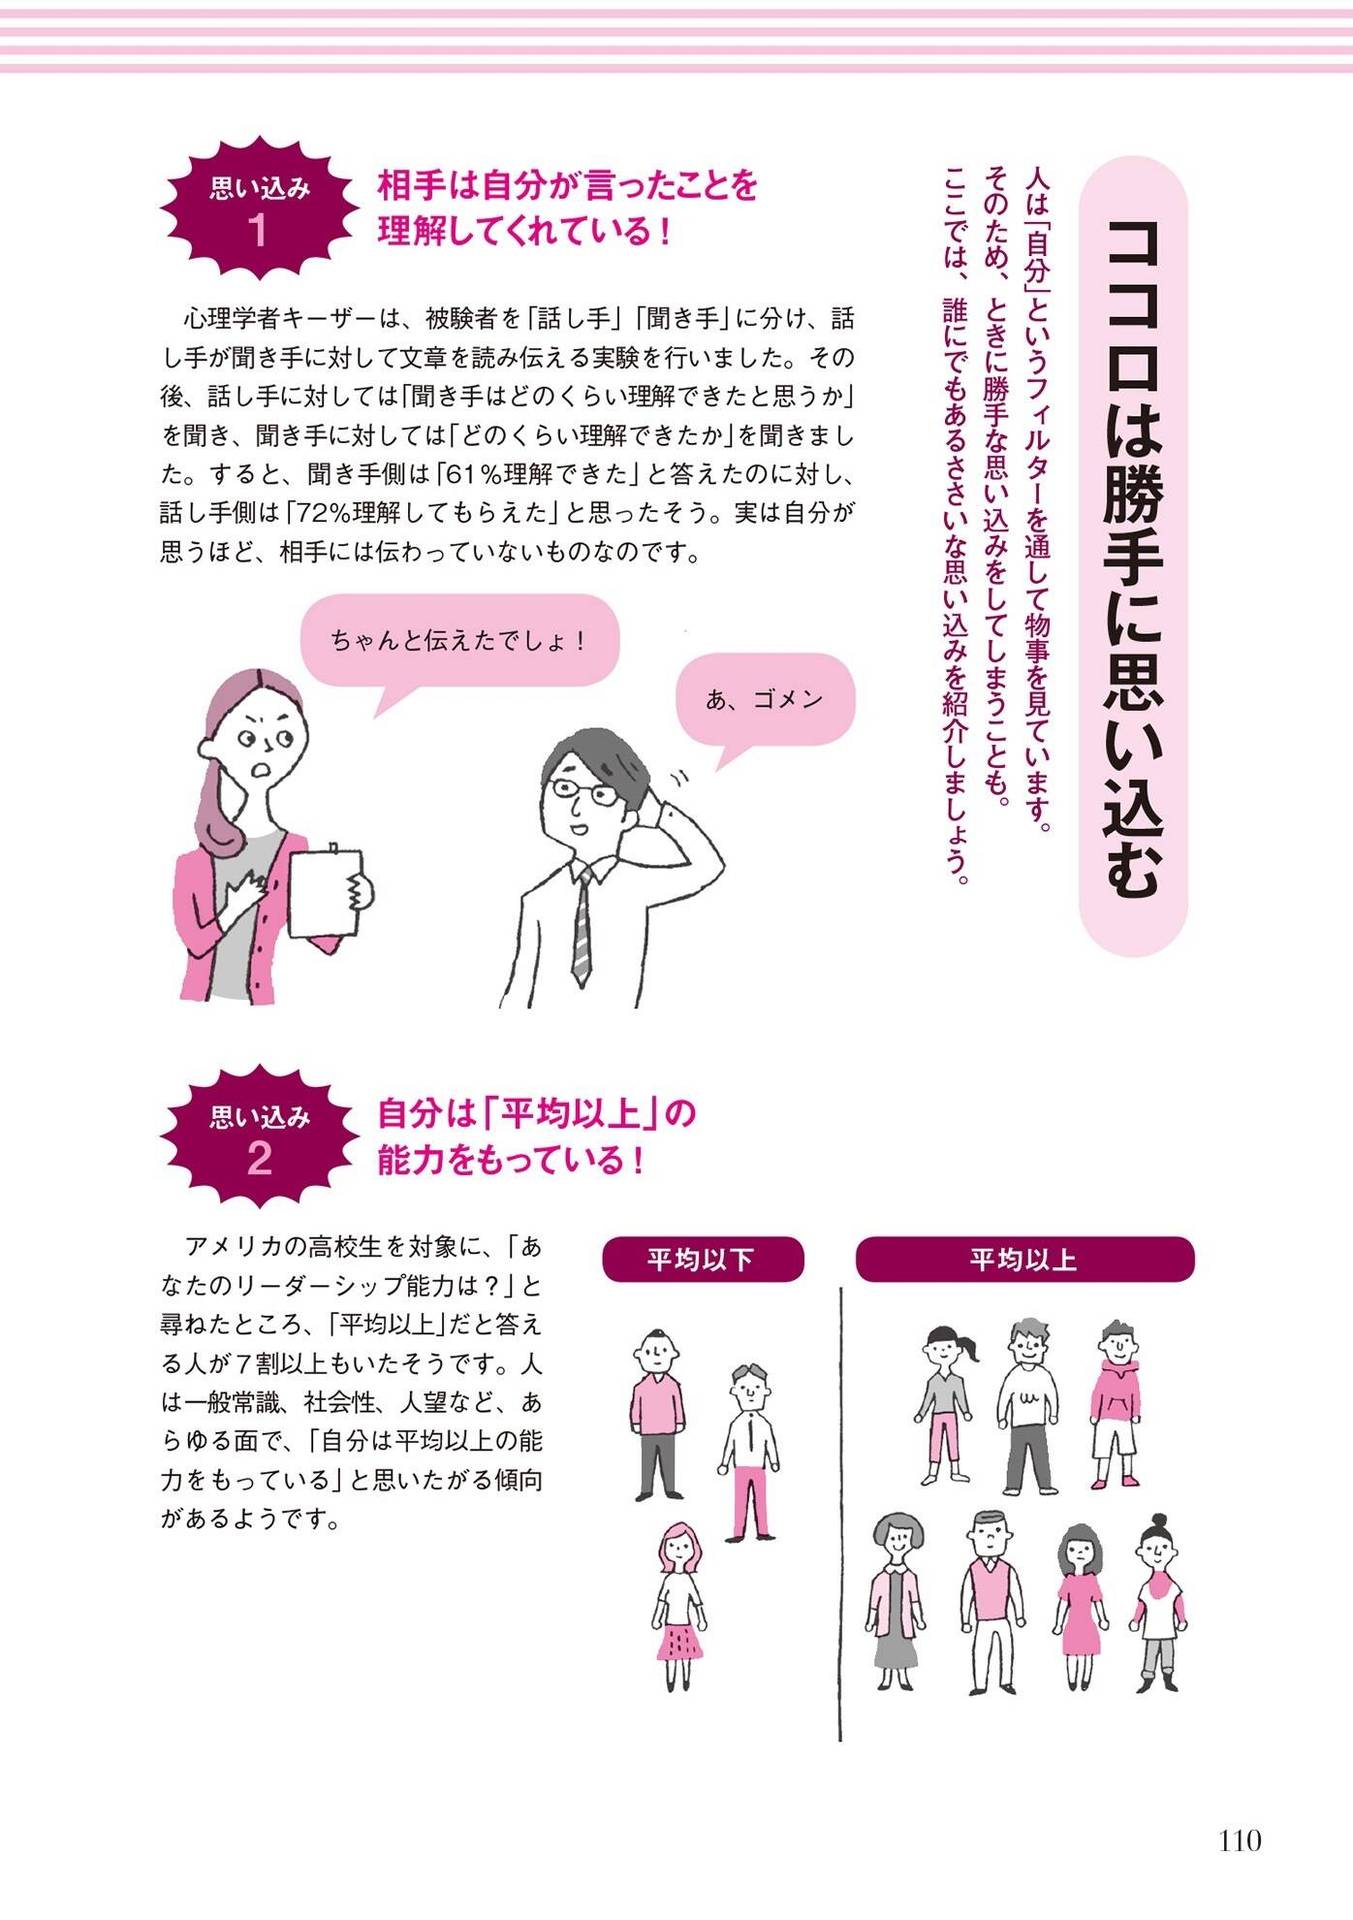 ココロは勝手に思い込む
人は「自分」というフィルターを通して物事を見ています。
そのため、ときに勝手な思い込みをしてしまうことも。
ここでは、誰にでもあるささいな思い込みを紹介しましょう。
思い込み
1
相手は自分が言ったことを
理解してくれている！
心理学者キーザーは、被験者を「話し手」「聞き手」に分け、話
し手が聞き手に対して文章を読み伝える実験を行いました。その
後、話し手に対しては「聞き手はどのくらい理解できたと思うか」
を聞き、聞き手に対しては「どのくらい理解できたか」を聞きまし
た。すると、聞き手側は「61％理解できた」と答えたのに対し、
話し手側は「72％理解してもらえた」と思ったそう。実は自分が
思うほど、相手には伝わっていないものなのです。
ちゃんと伝えたでしょ！
あ、ゴメン
思い込み
2
自分は「平均以上」の
能力をもっている！
アメリカの高校生を対象に、「あ
なたのリーダーシップ能力は？」と
尋ねたところ、「平均以上」だと答え
る人が７割以上もいたそうです。人
は一般常識、社会性、人望など、あ
らゆる面で、「自分は平均以上の能
力をもっている」と思いたがる傾向
があるようです。
平均以下
平均以上
110